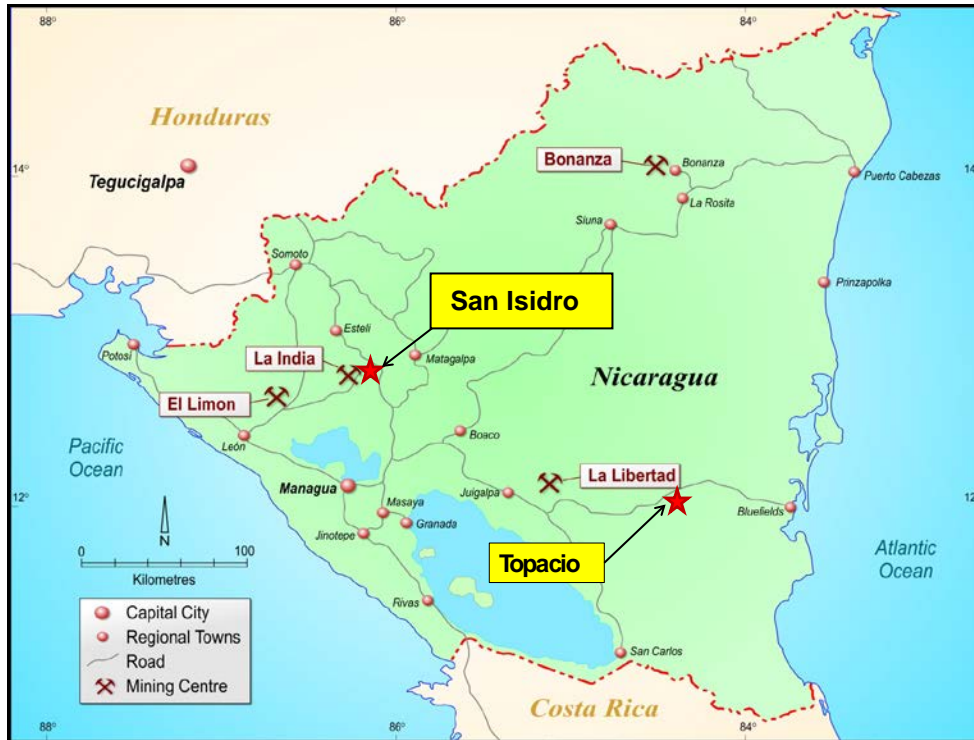 88°
86°
84°
Honduras
14°
14
Tegucigalpa
Bonanza
Bonanza
Puerto Cabezas
La Rosita
Siuna
Somoto
Prinzapolka
San Isidro
Esteli
Potosi
La India
Matagalpa
Nicaragua
El Limon
León
Boaco
Pacific
Ocean
La Libertad
Managua
Juigalpa
12°
12
Masaya
Bluefields
Granada
Jinotepe
N
0
100
Kilometres
Topacio
Atlantic
Ocean
Rivas
Capital City
Regional Towns
Road
Mining Centre
San Carlos
Costa Rica
88°
86°
84°